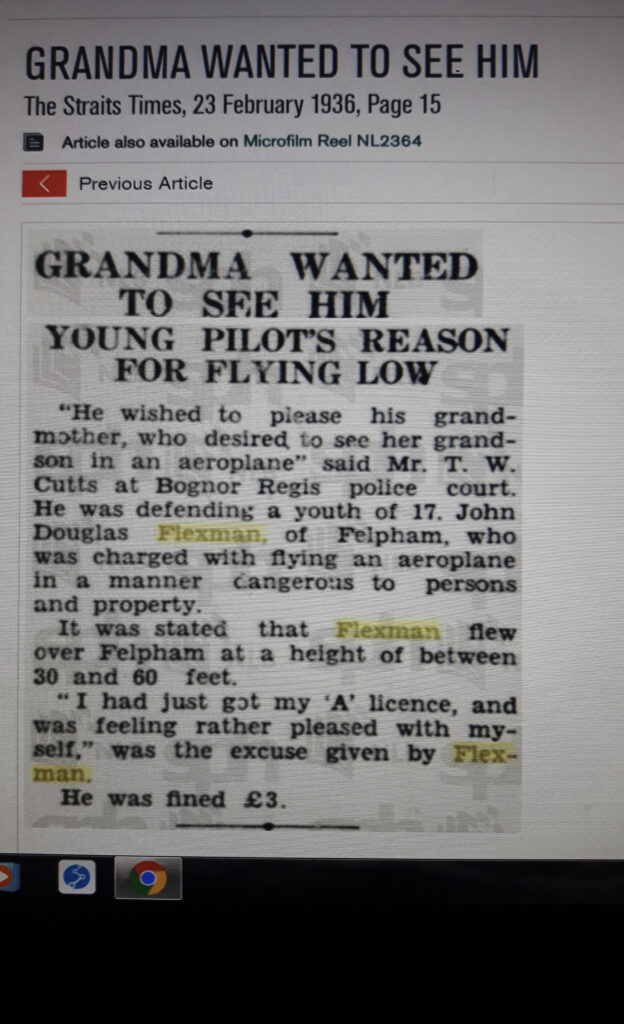 GRANDMA WANTED TO SEE HIM
The Straits Times, 23 February 1936, Page 15
Article also available on Microfilm Reel NL2364
Previous Article
GRANDMA WANTED
TO SEE HIM
YOUNG PILOT'S REASON
FOR FLYING LOW
"He wished to please his grand-
mother, who desired to see her grand-
son in an aeroplane" said Mr. T. W.
Cutts at Bognor Regis police court.
He was defending a youth of 17. John
Douglas Flexman, of Felpham, who
was charged with flying an aeroplane
in a manner dangerous to persons
and property.
It was stated that Flexman flew
over Felpham at a height of between
30 and 60 feet.
"I had just got my 'A' licence, and
was feeling rather pleased with my-
self," was the excuse given by Flex-
man.
He was fined £3.